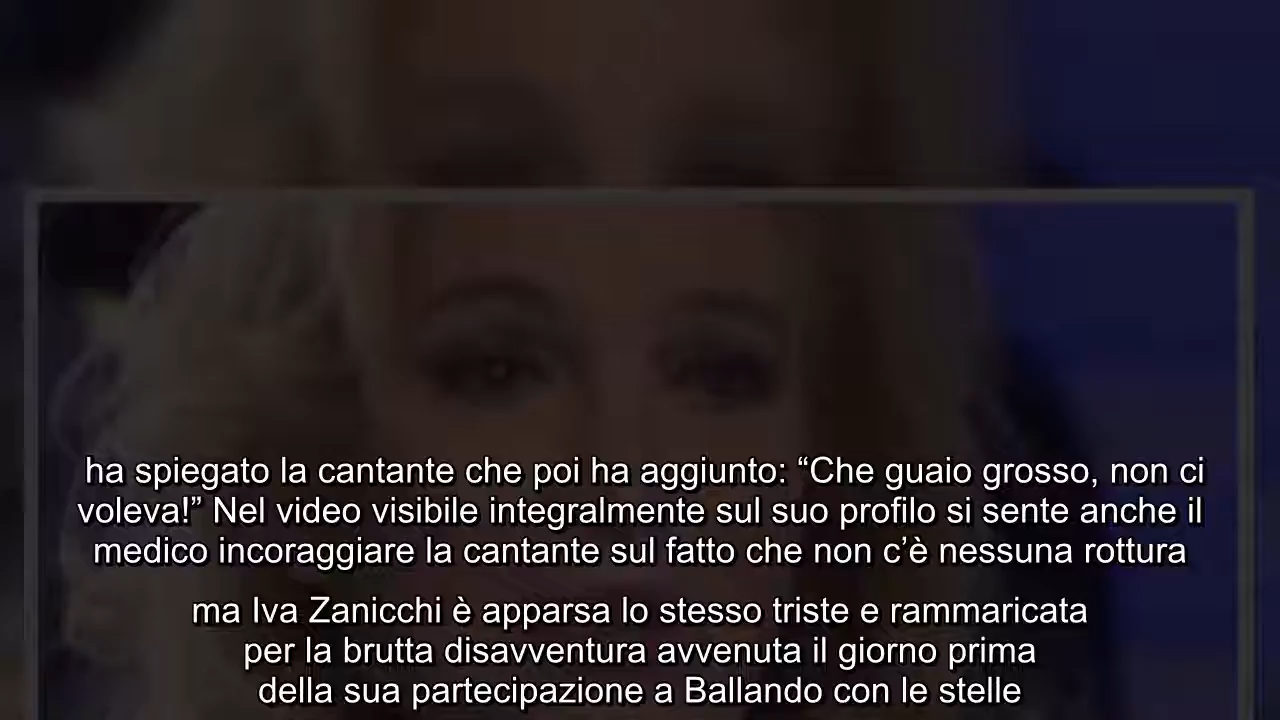 ha spiegato la cantante che poi ha aggiunto: “Che guaio grosso, non ci
voleva!” Nel video visibile integralmente sul suo profilo si sente anche il
medico incoraggiare la cantante sul fatto che non c’è nessuna rottura
ma Iva Zanicchi è apparsa lo stesso triste e rammaricata
per la brutta disavventura avvenuta il giorno prima
della sua partecipazione a Ballando con le stelle